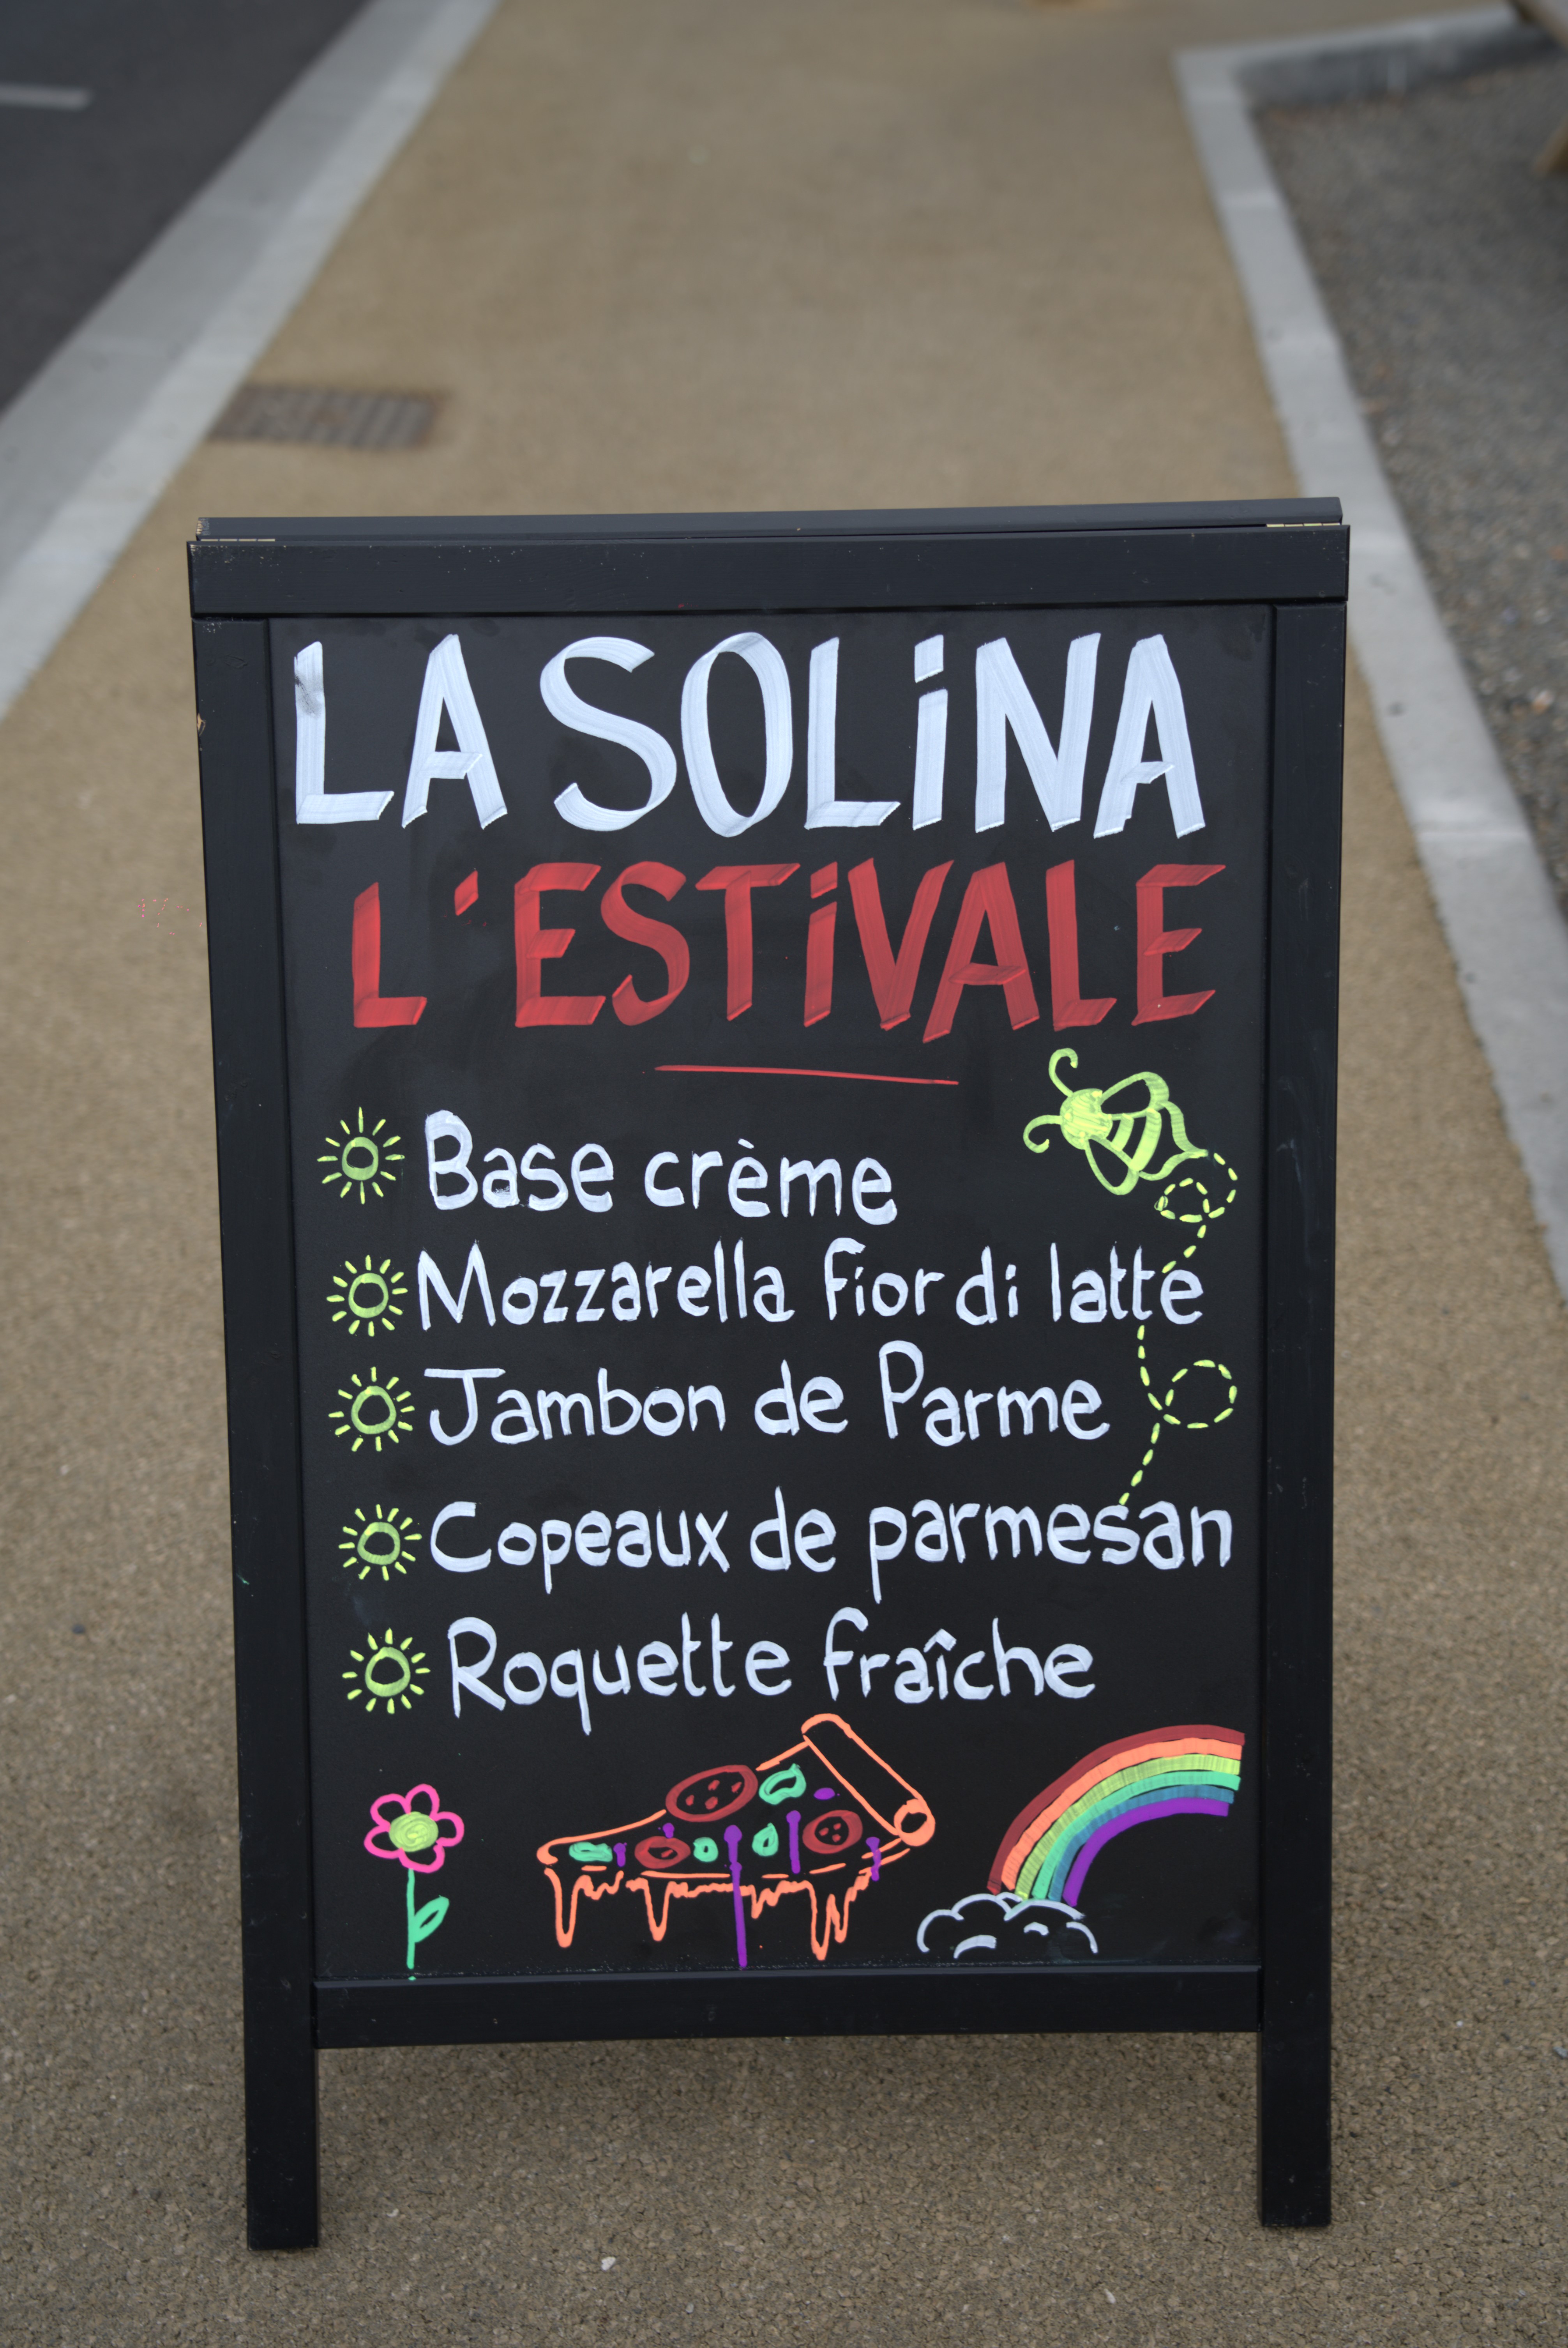 LA SOLiNA
L'ESTiVALE
Base crème
Mozzarella fior di latte
Jambon de Parme
Copeaux de parmesan
Roquette fraîche